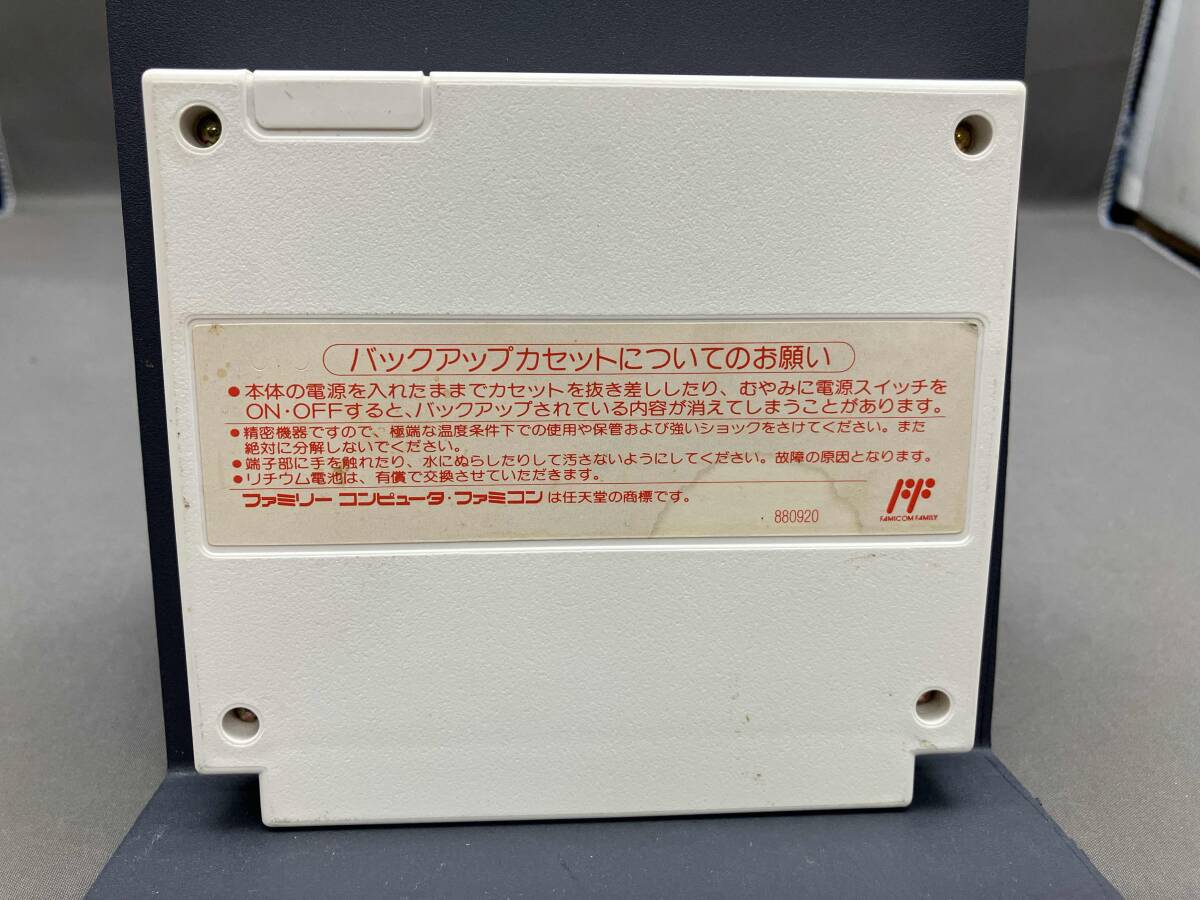 バックアップカセットについてのお願い
●本体の電源を入れたままでカセットを抜き差ししたり、むやみに電源スイッチを
ON・OFFすると、バックアップされている内容が消えてしまうことがあります。
●精密機器ですので、極端な温度条件下での使用や保管および強いショックをさけてください。また
絶対に分解しないでください。
●端子部に手を触れたり、水にぬらしたりして汚さないようにしてください。故障の原因となります。
●リチウム電池は、有償で交換させていただきます。
ファミリー コンピュータ・ファミコン は任天堂の商標です。
880920
FAMICOM FAMILY